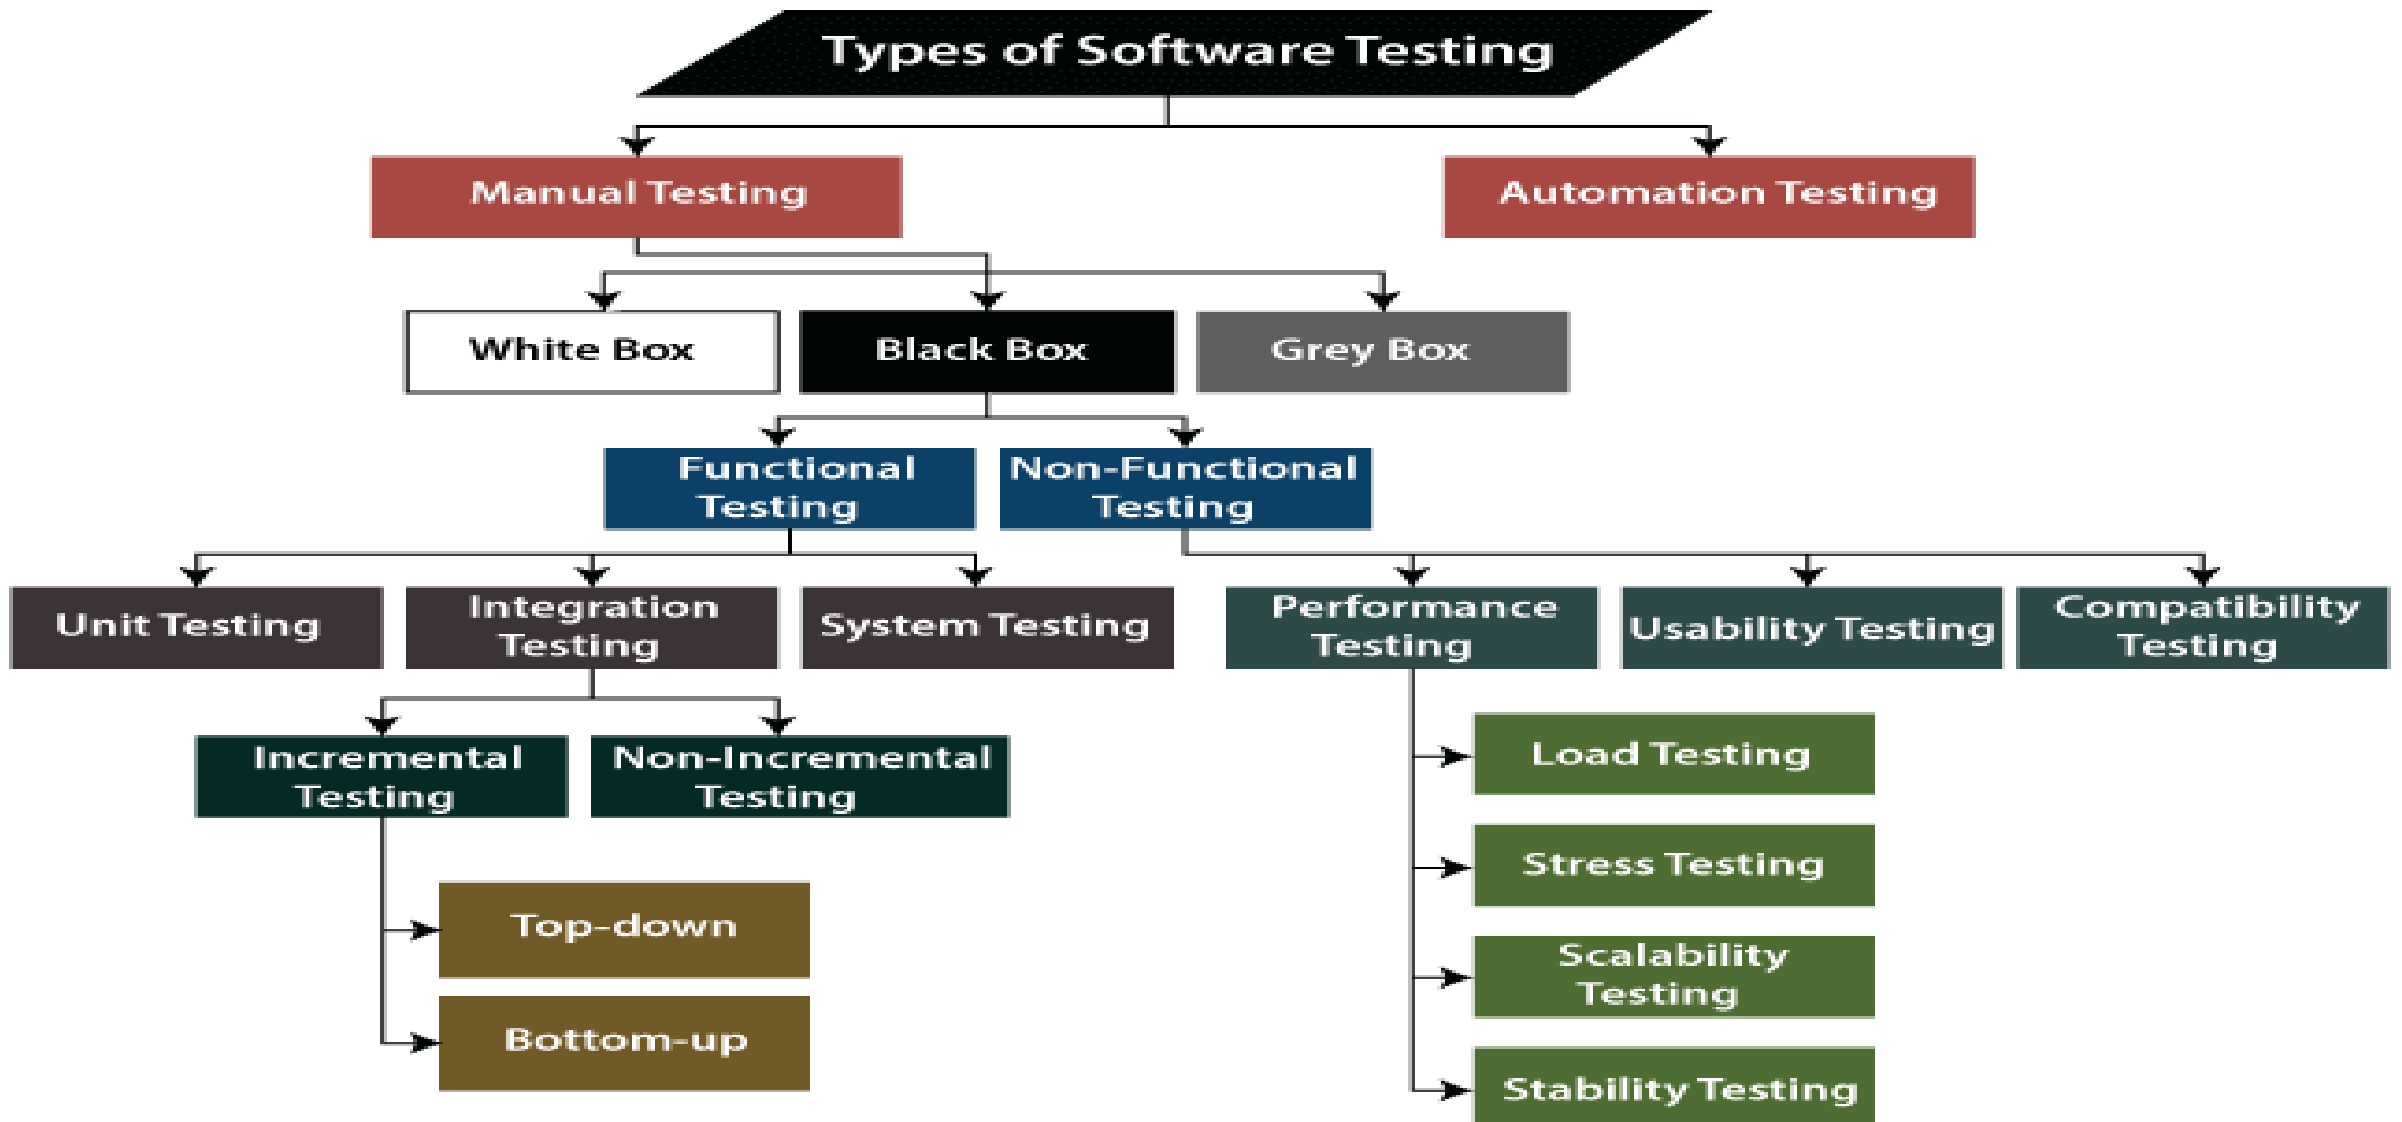 Types of Software Testing
Manual Testing
Automation Testing
White Box
Black Box
Grey Box
Functional
Testing
Non-Functional
Testing
Unit Testing
Integration
Testing
System Testing
Performance
Testing
Usability Testing
Compatibility
Testing
Incremental
Testing
Non-Incremental
Testing
Load Testing
Stress Testing
Scalability
Testing
Stability Testing
Top-down
Bottom-up